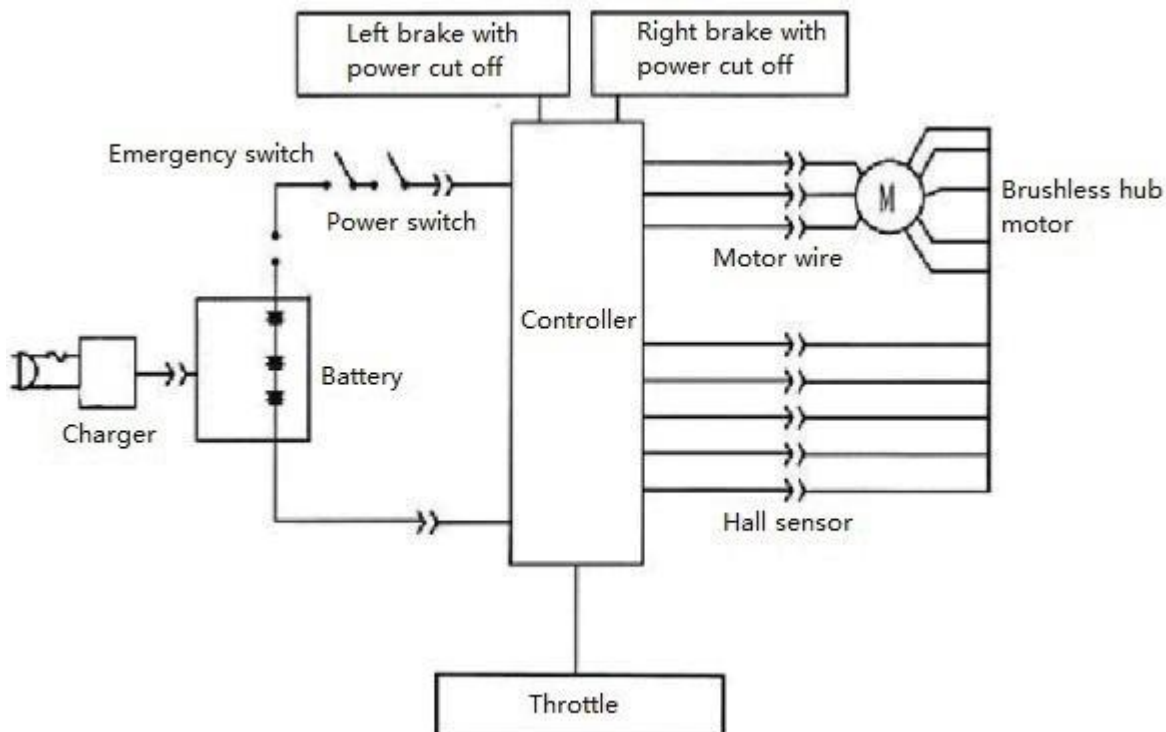 Left brake with
power cut off
Right brake with
power cut off
Emergency switch
Power switch
Brushless hub
motor
M
Motor wire
Controller
Battery
Charger
Hall sensor
Throttle